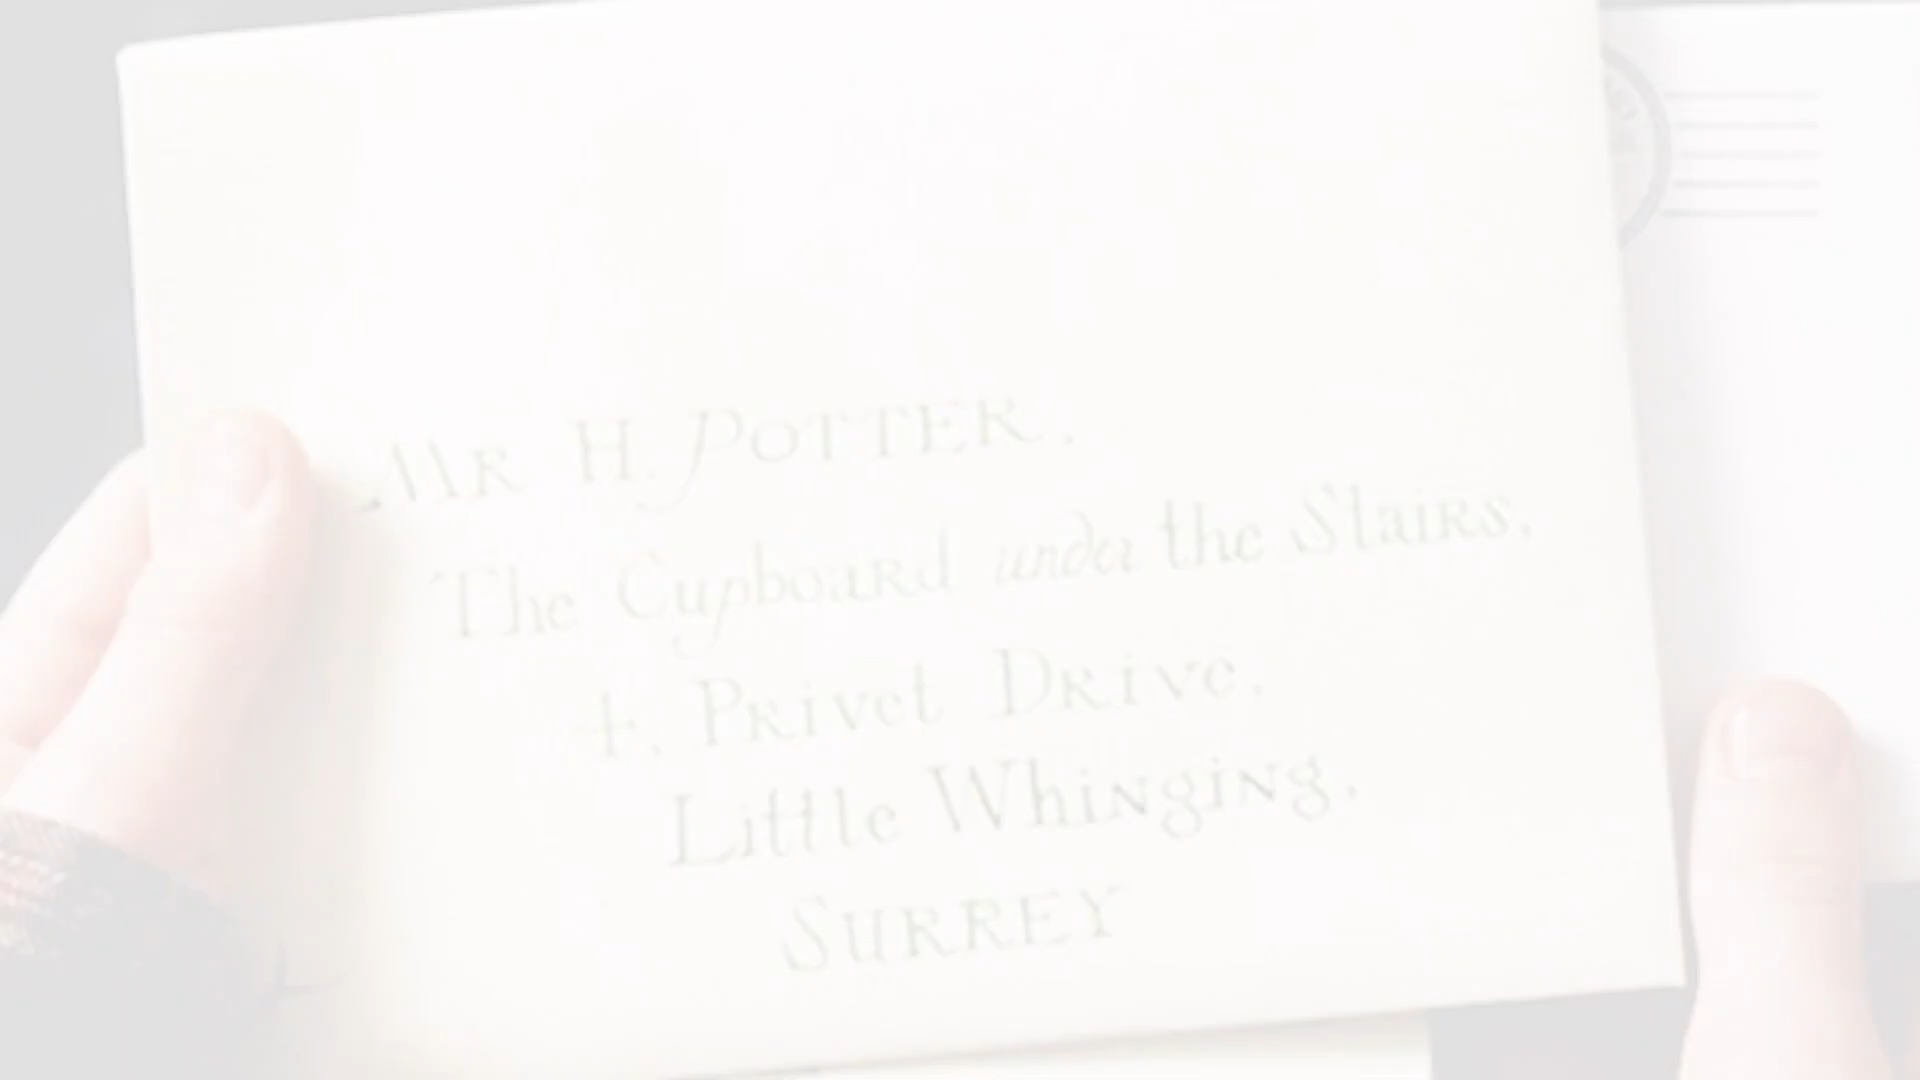 Mr H. Potter,
The Cupboard under the Stairs,
4, Privet Drive,
Little Whinging,
SURREY